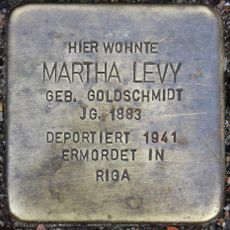 HIER WOHNTE
MARTHA LEVY
GEB. GOLDSCHMIDT
JG. 1883
DEPORTIERT 1941
ERMORDET IN
RIGA